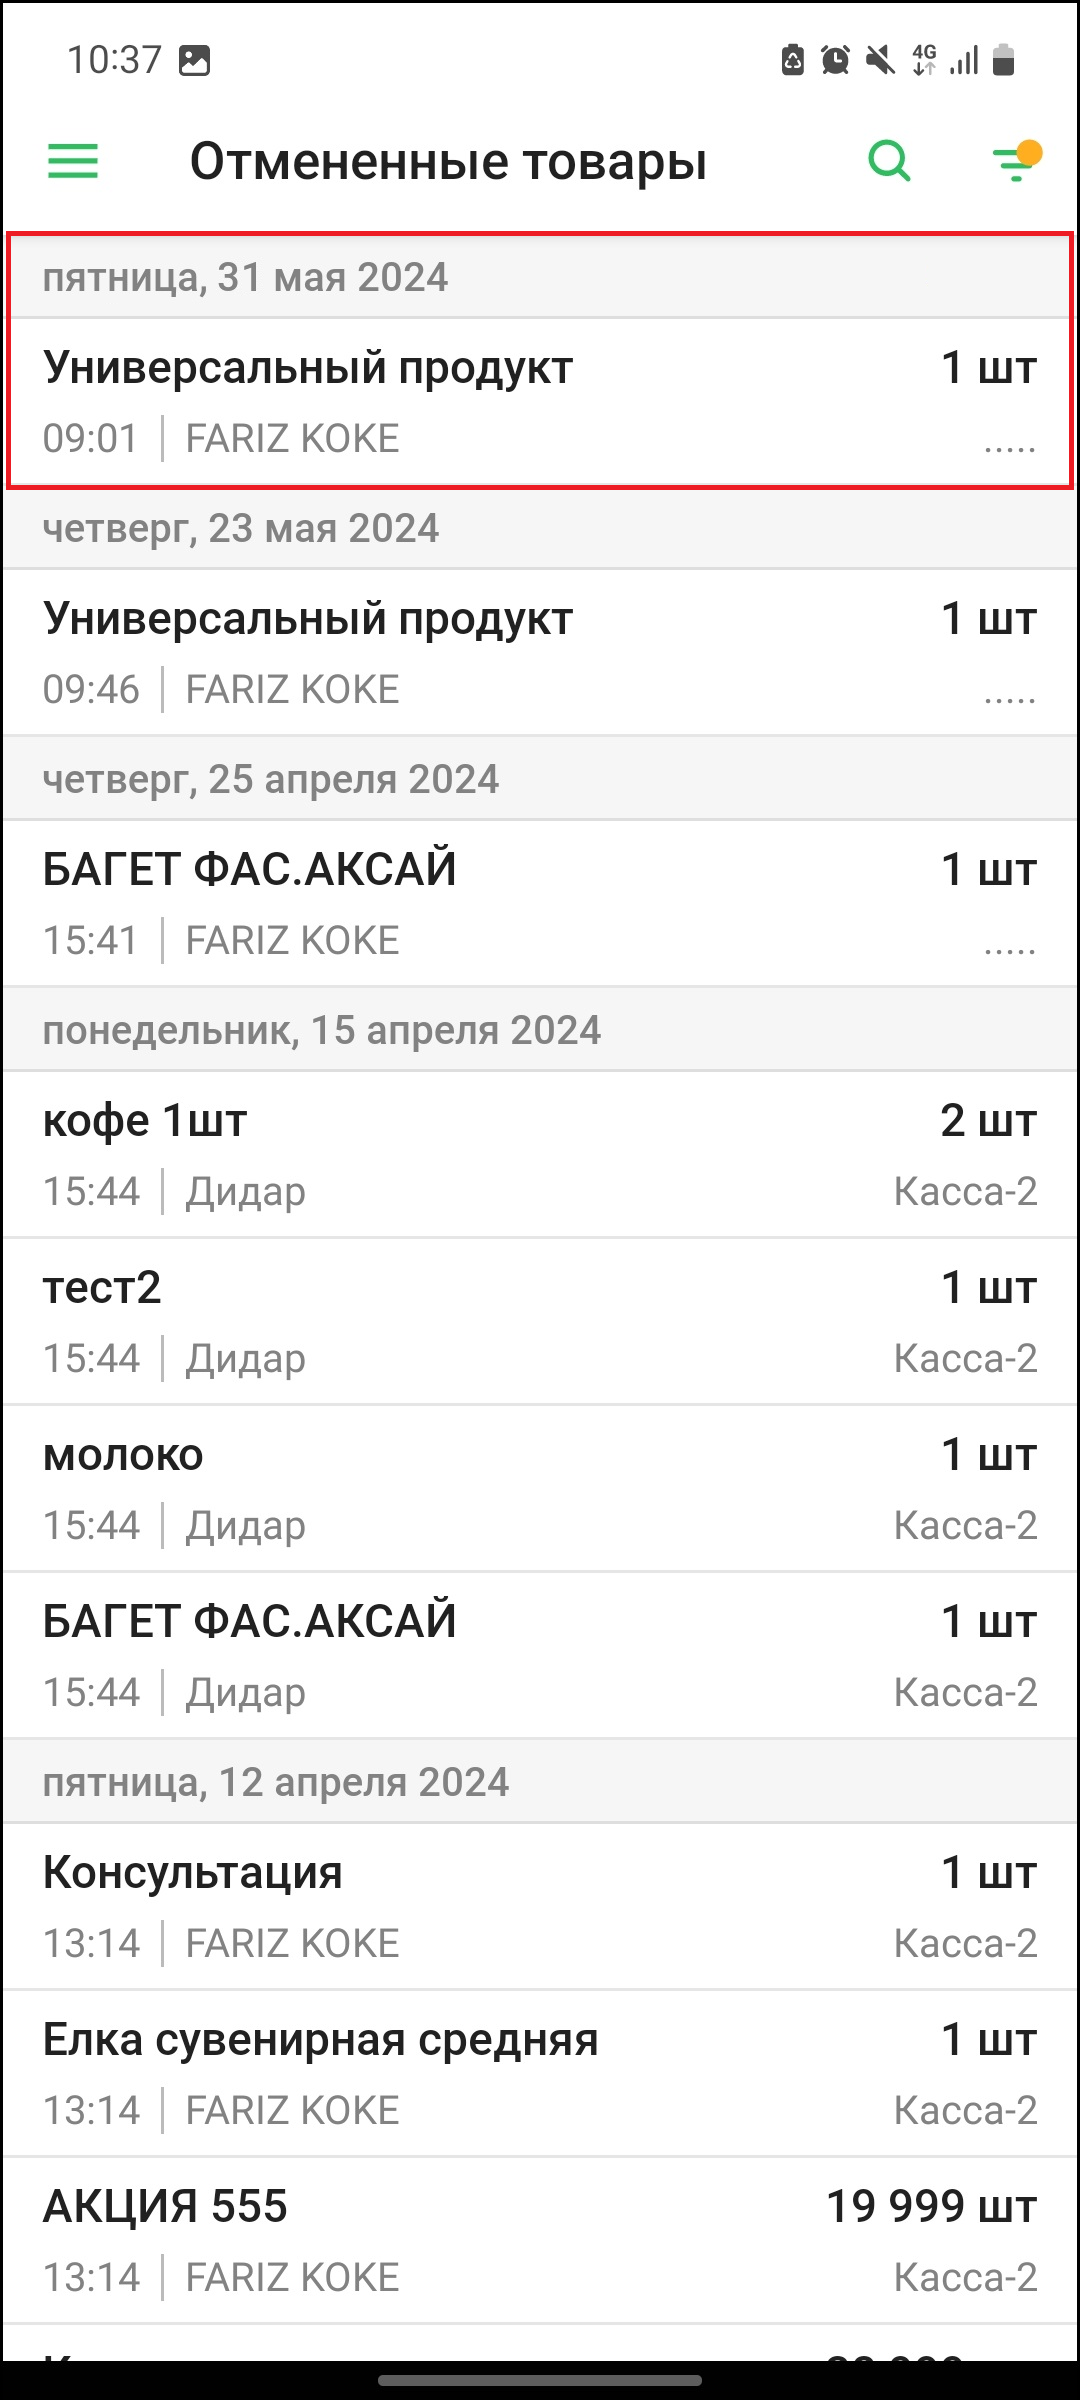 10:37 4G
Отмененные товары
пятница, 31 мая 2024
Универсальный продукт 1 шт
09:01 FARIZ KOKE .....
четверг, 23 мая 2024
Универсальный продукт 1 шт
09:46 FARIZ KOKE .....
четверг, 25 апреля 2024
БАГЕТ ФАС.АКСАЙ 1 шт
15:41 FARIZ KOKE .....
понедельник, 15 апреля 2024
кофе 1шт 2 шт
15:44 Дидар Касса-2
тест2 1 шт
15:44 Дидар Касса-2
молоко 1 шт
15:44 Дидар Касса-2
БАГЕТ ФАС.АКСАЙ 1 шт
15:44 Дидар Касса-2
пятница, 12 апреля 2024
Консультация 1 шт
13:14 FARIZ KOKE Касса-2
Елка сувенирная средняя 1 шт
13:14 FARIZ KOKE Касса-2
АКЦИЯ 555 19 999 шт
13:14 FARIZ KOKE Касса-2